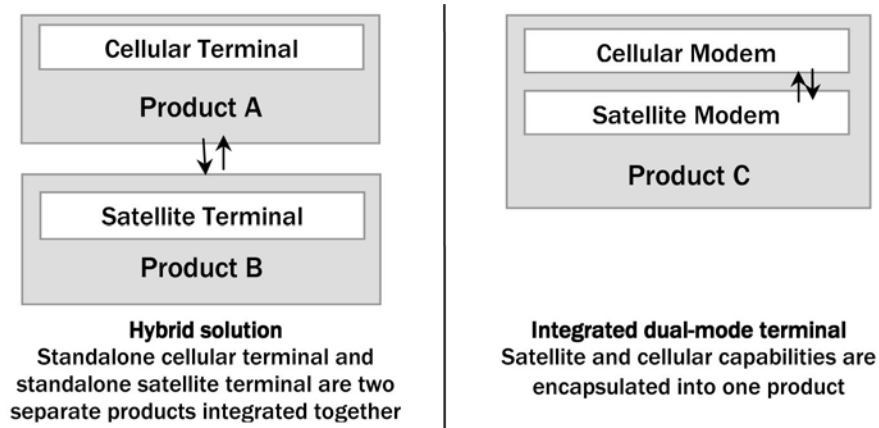 Cellular Terminal
Product A
Satellite Terminal
Product B
Hybrid solution
Standalone cellular terminal and
standalone satellite terminal are two
separate products integrated together
Cellular Modem
Satellite Modem
Product C
Integrated dual-mode terminal
Satellite and cellular capabilities are
encapsulated into one product